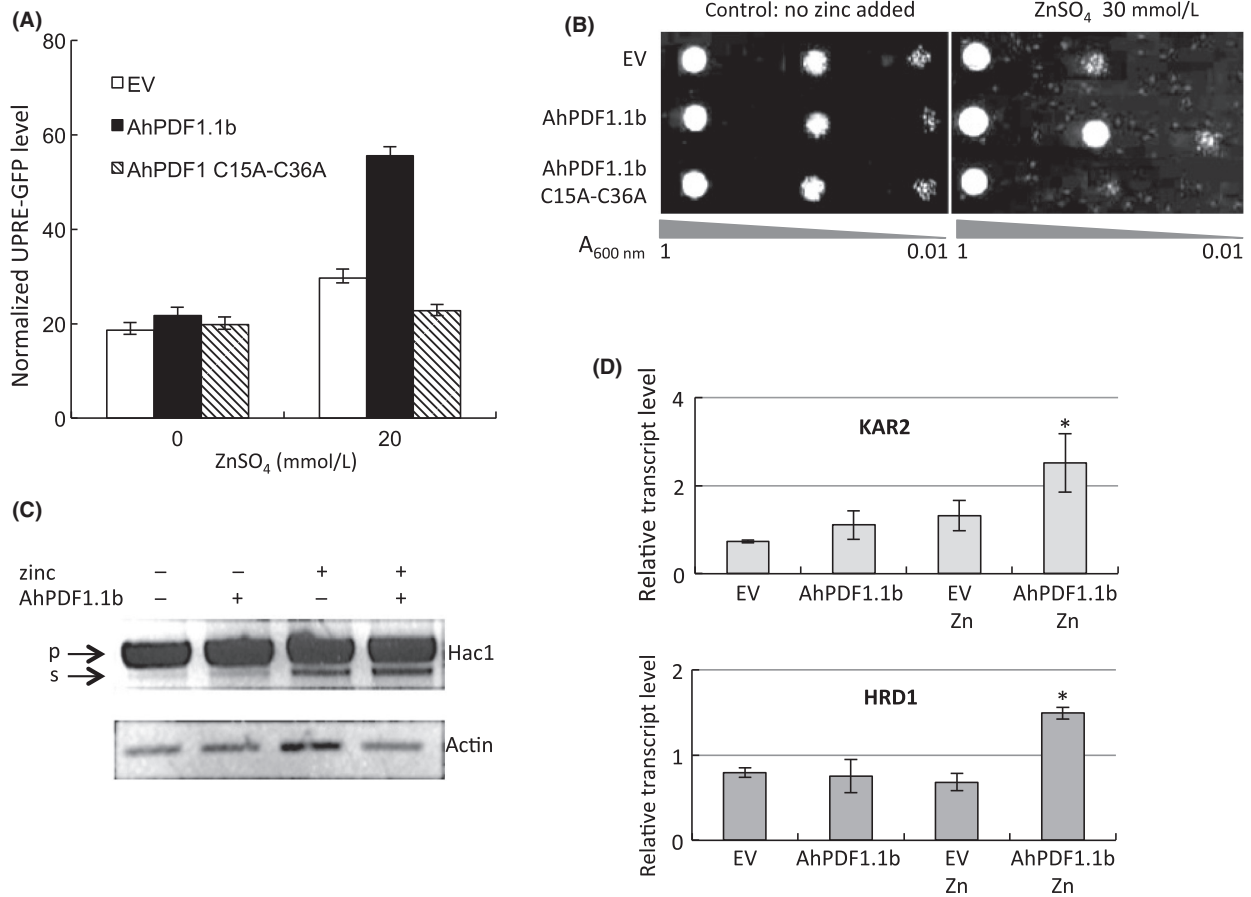 (A)
80
60
40
20
0
Normalized UPRE-GFP level
EV
AhPDF1.1b
AhPDF1 C15A-C36A
0
20
ZnSO4 (mmol/L)
(B)
Control: no zinc added
ZnSO4 30 mmol/L
EV
AhPDF1.1b
AhPDF1.1b
C15A-C36A
A600 nm
1
0.01
1
0.01
(C)
zinc – – + +
AhPDF1.1b – + – +
p
s
Hac1
Actin
(D)
Relative transcript level
4
2
0
KAR2
*
EV
AhPDF1.1b
EV
Zn
AhPDF1.1b
Zn
Relative transcript level
2
1
0
HRD1
*
EV
AhPDF1.1b
EV
Zn
AhPDF1.1b
Zn